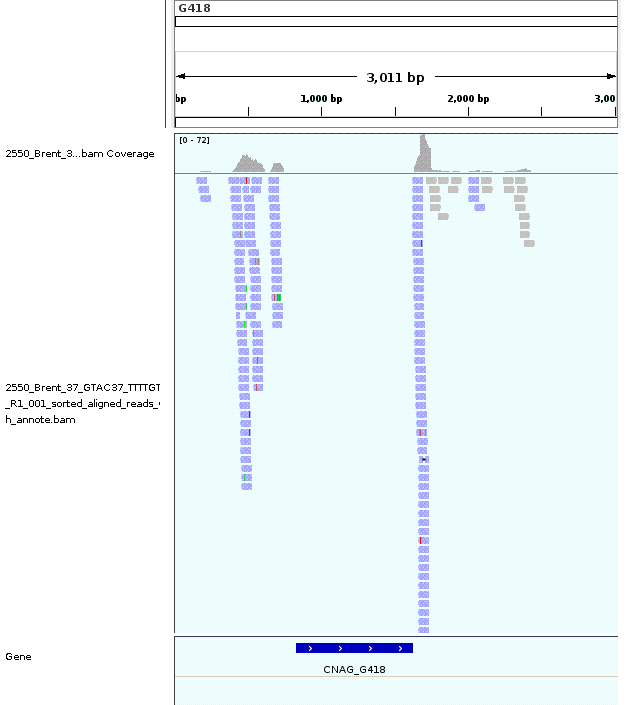 G418
3,011 bp
bp 1,000 bp 2,000 bp 3,00
[0 - 72]
2550_Brent_3...bam Coverage
2550_Brent_37_GTAC37_TTTTGT
_R1_001_sorted_aligned_reads_
h_annote.bam
Gene
CNAG_G418